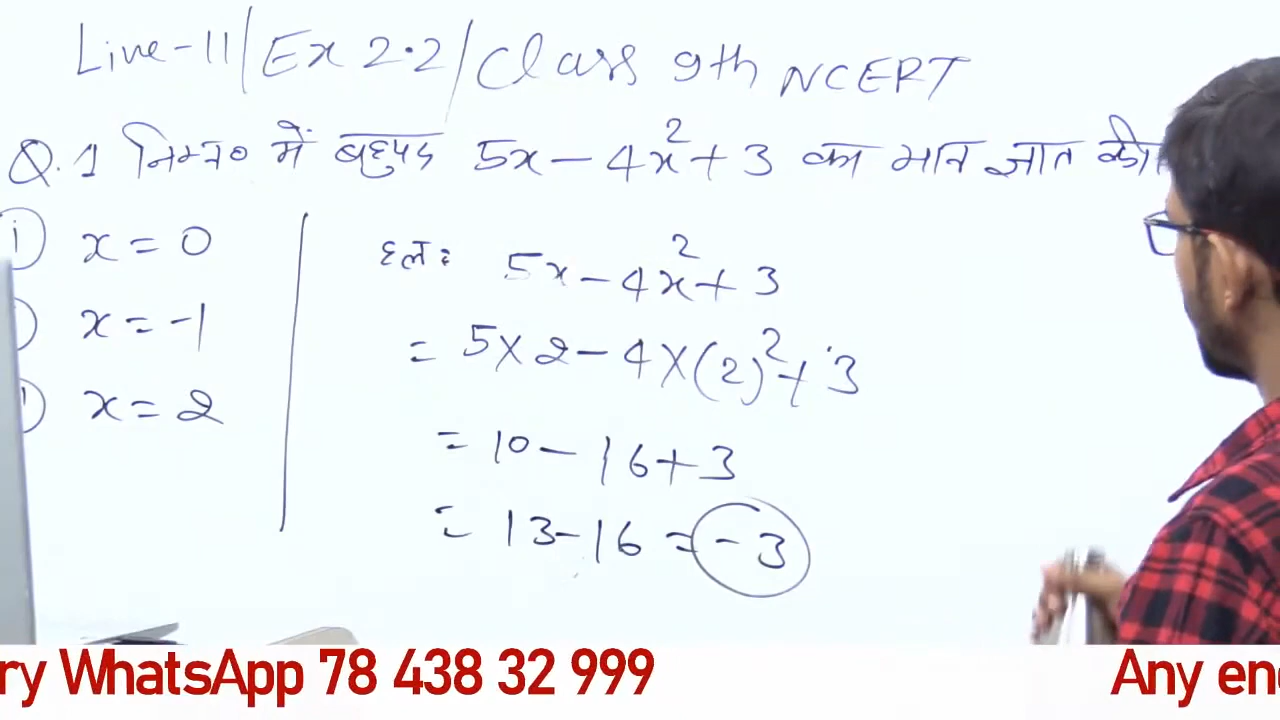 Line-11/Ex 2.2/Class 9th NCERT
Q.1 निम्न० में बहुपद 5x-4x²+3 का मान ज्ञात की
i x = 0
x = -1
x = 2
हल: 5x-4x²+3
= 5×2-4×(2)²+3
= 10-16+3
= 13-16 = -3
ry WhatsApp 78 438 32 999 Any en